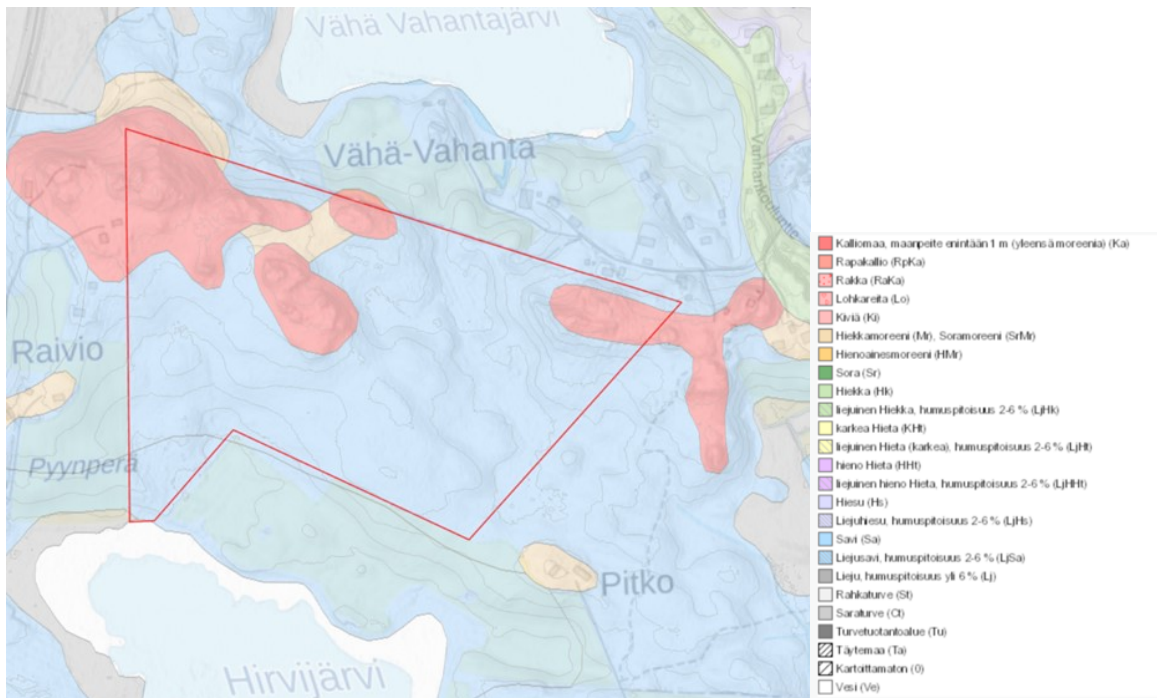 Vähä Vahantajärvi
Vähä-Vahanta
Vanhankouluntie
Raivio
Pyynperä
Pitko
Hirvijärvi
Kalliomaa, maanpeite enintään 1 m (yleensä moreenia) (Ka)
RapaKallio (RpKa)
Rakka (RaKa)
Lohkareita (Lo)
Kiviä (Ki)
Hiekkamoreeni (Mr), Soramoreeni (SrMr)
Hienoainesmoreeni (HMr)
Sora (Sr)
Hiekka (Hk)
liejuinen Hiekka, humuspitoisuus 2-6 % (LjHk)
karkea Hieta (KHt)
liejuinen Hieta (karkea), humuspitoisuus 2-6 % (LjHt)
hieno Hieta (HHt)
liejuinen hieno Hieta, humuspitoisuus 2-6 % (LjHHt)
Hiesu (Hs)
Liejuhiesu, humuspitoisuus 2-6 % (LjHs)
Savi (Sa)
Liejusavi, humuspitoisuus 2-6 % (LjSa)
Lieju, humuspitoisuus yli 6 % (Lj)
Rahkaturve (St)
Saraturve (Ct)
Turvetuotantoalue (Tu)
Täytemaa (Ta)
Kartoittamaton (0)
Vesi (Ve)